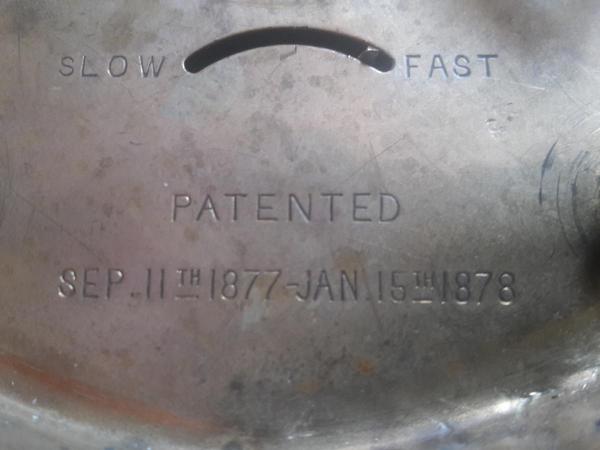 SLOW FAST
PATENTED
SEP. 11TH 1877-JAN. 15TH 1878